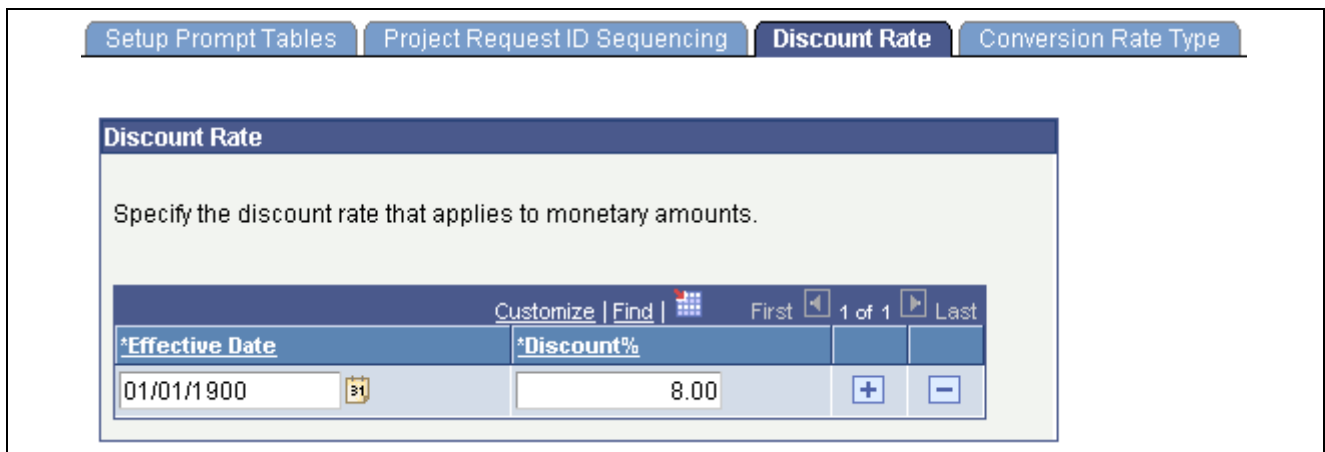 Setup Prompt Tables Project Request ID Sequencing Discount Rate Conversion Rate Type
Discount Rate
Specify the discount rate that applies to monetary amounts.
Customize | Find | First 1 of 1 Last
*Effective Date *Discount%
01/01/1900 31 8.00 + −